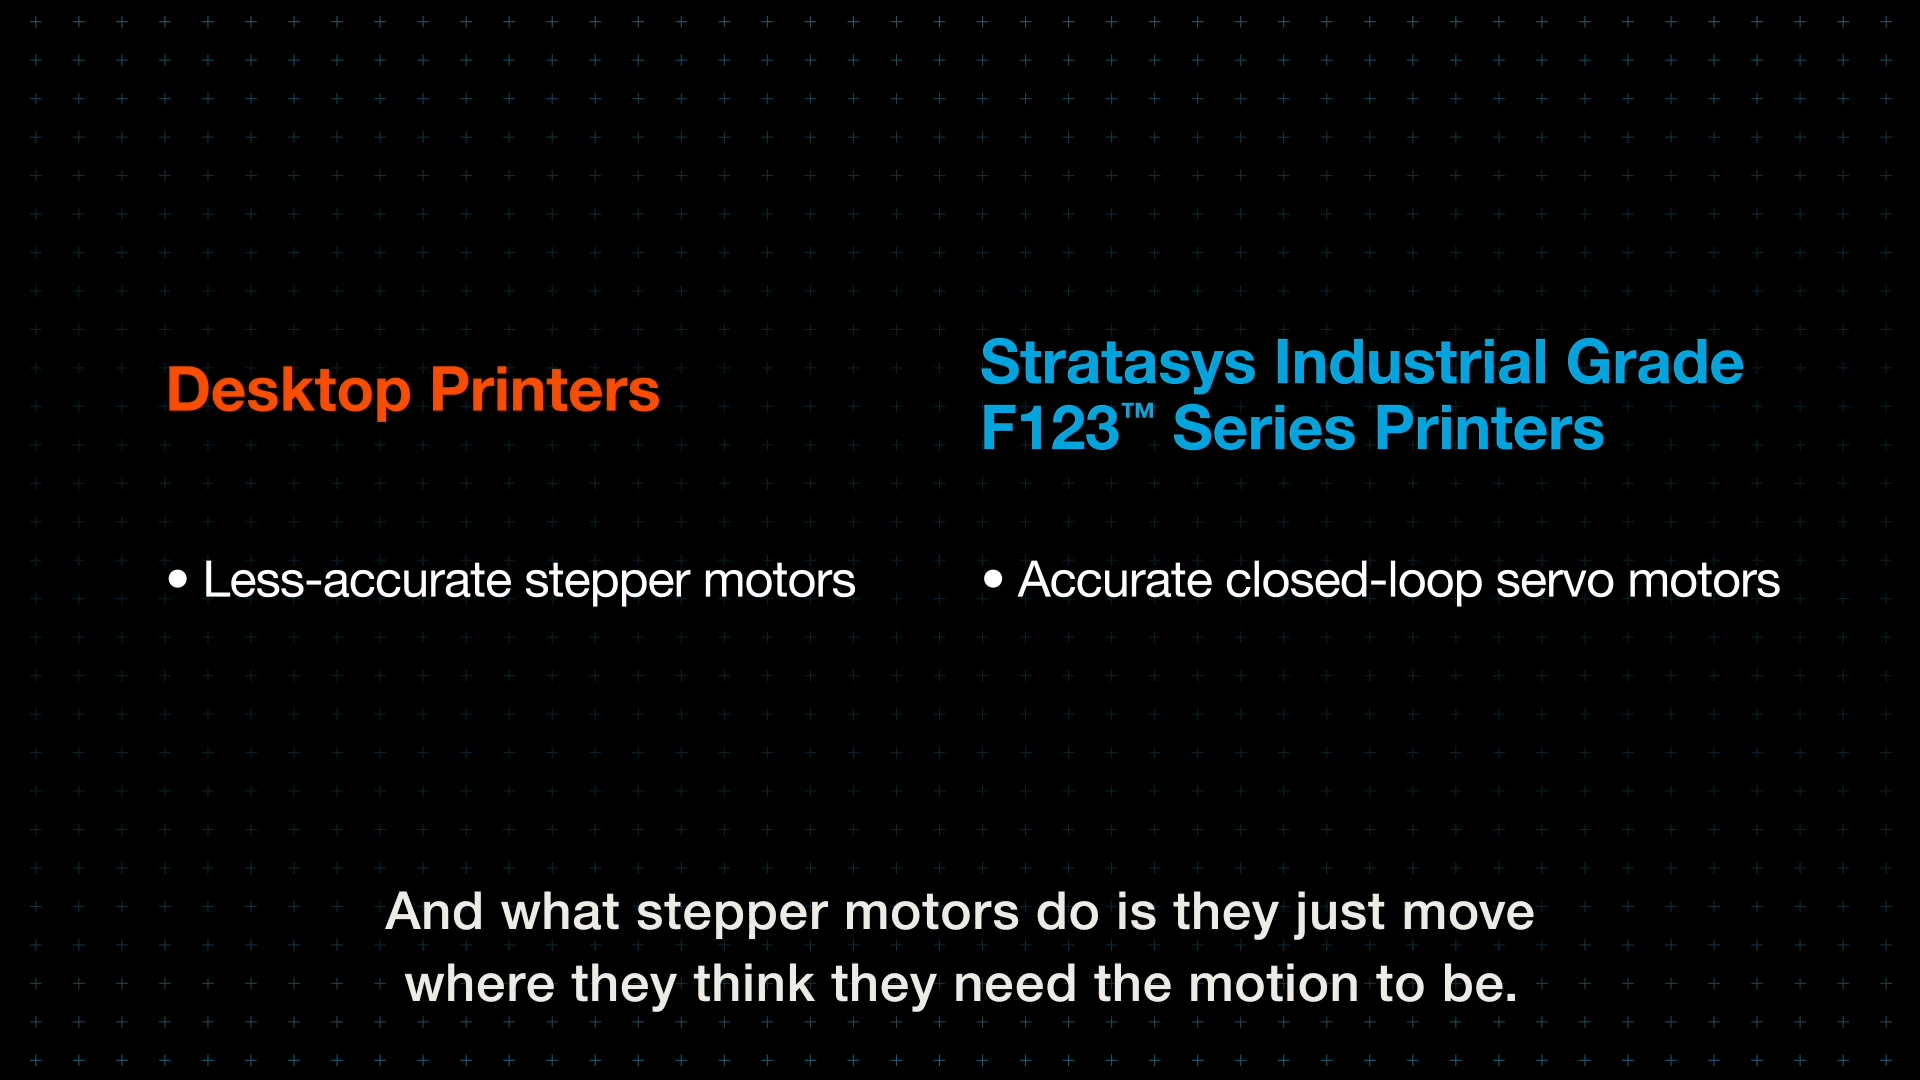 Desktop Printers
• Less-accurate stepper motors
Stratasys Industrial Grade
F123™ Series Printers
• Accurate closed-loop servo motors
And what stepper motors do is they just move
where they think they need the motion to be.